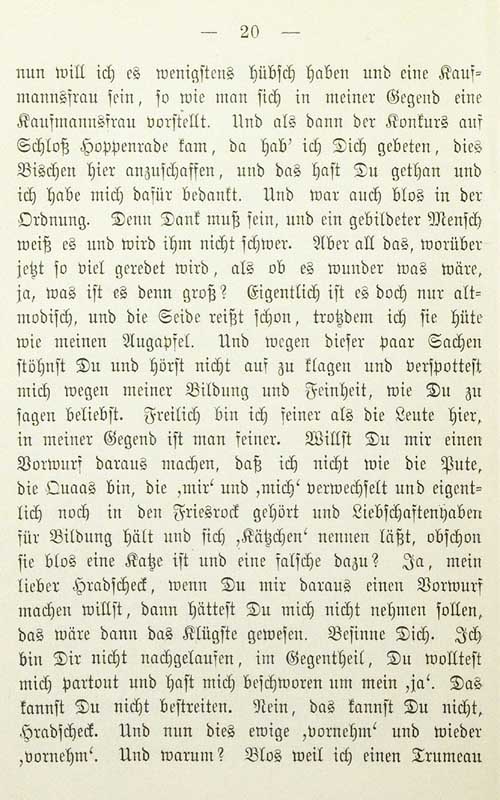 — 20 —
nun will ich es wenigstens hübsch haben und eine Kauf-
mannsfrau sein, so wie man sich in meiner Gegend eine
Kaufmannsfrau vorstellt. Und als dann der Konkurs auf
Schloß Hoppenrade kam, da hab' ich Dich gebeten, dies
Bischen hier anzuschaffen, und das hast Du gethan und
ich habe mich dafür bedankt. Und war auch blos in der
Ordnung. Denn Dank muß sein, und ein gebildeter Mensch
weiß es und wird ihm nicht schwer. Aber all das, worüber
jetzt so viel geredet wird, als ob es wunder was wäre,
ja, was ist es denn groß? Eigentlich ist es doch nur alt-
modisch, und die Seide reißt schon, trotzdem ich sie hüte
wie meinen Augapfel. Und wegen dieser paar Sachen
stöhnst Du und hörst nicht auf zu klagen und verspottest
mich wegen meiner Bildung und Feinheit, wie Du zu
sagen beliebst. Freilich bin ich feiner als die Leute hier,
in meiner Gegend ist man feiner. Willst Du mir einen
Vorwurf daraus machen, daß ich nicht wie die Pute,
die Quaas bin, die ‚mir‘ und ‚mich‘ verwechselt und eigent-
lich noch in den Friesrock gehört und Liebschaftenhaben
für Bildung hält und sich ‚Kätzchen‘ nennen läßt, obschon
sie blos eine Katze ist und eine falsche dazu? Ja, mein
lieber Hradscheck, wenn Du mir daraus einen Vorwurf
machen willst, dann hättest Du mich nicht nehmen sollen,
das wäre dann das Klügste gewesen. Besinne Dich. Ich
bin Dir nicht nachgelaufen, im Gegentheil, Du wolltest
mich partout und hast mich beschworen um mein ‚ja‘. Das
kannst Du nicht bestreiten. Nein, das kannst Du nicht,
Hradscheck. Und nun dies ewige ‚vornehm‘ und wieder
‚vornehm‘. Und warum? Blos weil ich einen Trumeau